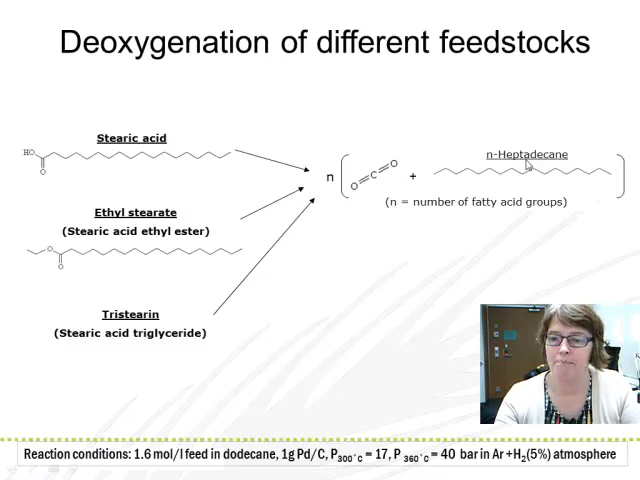 Deoxygenation of different feedstocks
Stearic acid
HO
O
n-Heptadecane
n
O
C
O
+
(n = number of fatty acid groups)
Ethyl stearate
(Stearic acid ethyl ester)
O
O
Tristearin
(Stearic acid triglyceride)
Reaction conditions: 1.6 mol/l feed in dodecane, 1g Pd/C, P300°C = 17, P 360°C = 40 bar in Ar +H2(5%) atmosphere